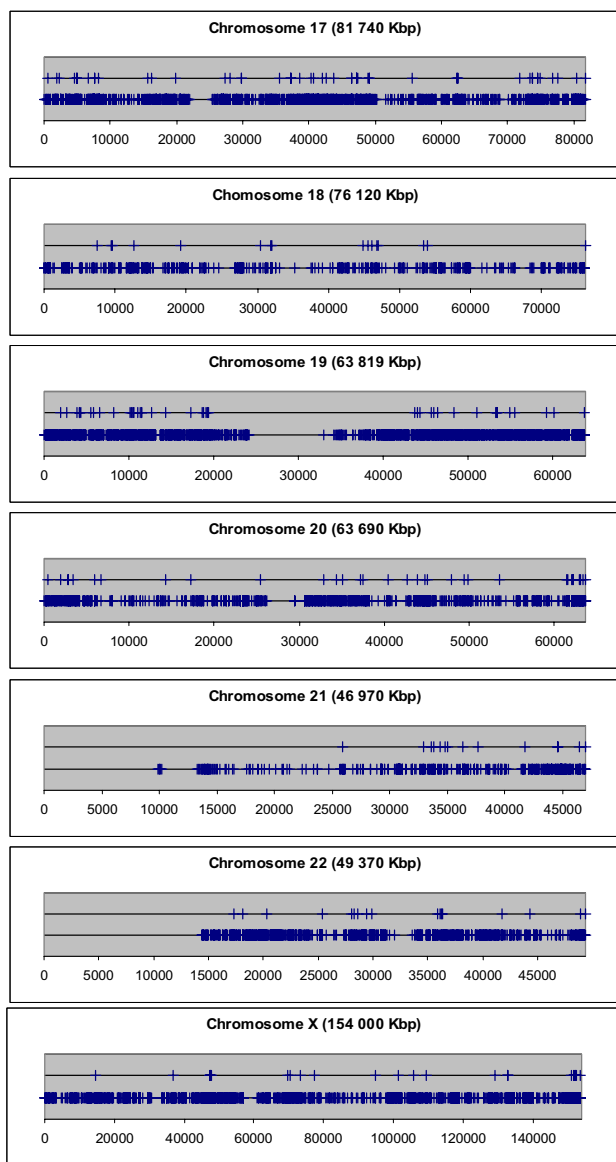 Chromosome 17 (81 740 Kbp)
0 10000 20000 30000 40000 50000 60000 70000 80000
Chomosome 18 (76 120 Kbp)
0 10000 20000 30000 40000 50000 60000 70000
Chromosome 19 (63 819 Kbp)
0 10000 20000 30000 40000 50000 60000
Chromosome 20 (63 690 Kbp)
0 10000 20000 30000 40000 50000 60000
Chromosome 21 (46 970 Kbp)
0 5000 10000 15000 20000 25000 30000 35000 40000 45000
Chromosome 22 (49 370 Kbp)
0 5000 10000 15000 20000 25000 30000 35000 40000 45000
Chromosome X (154 000 Kbp)
0 20000 40000 60000 80000 100000 120000 140000